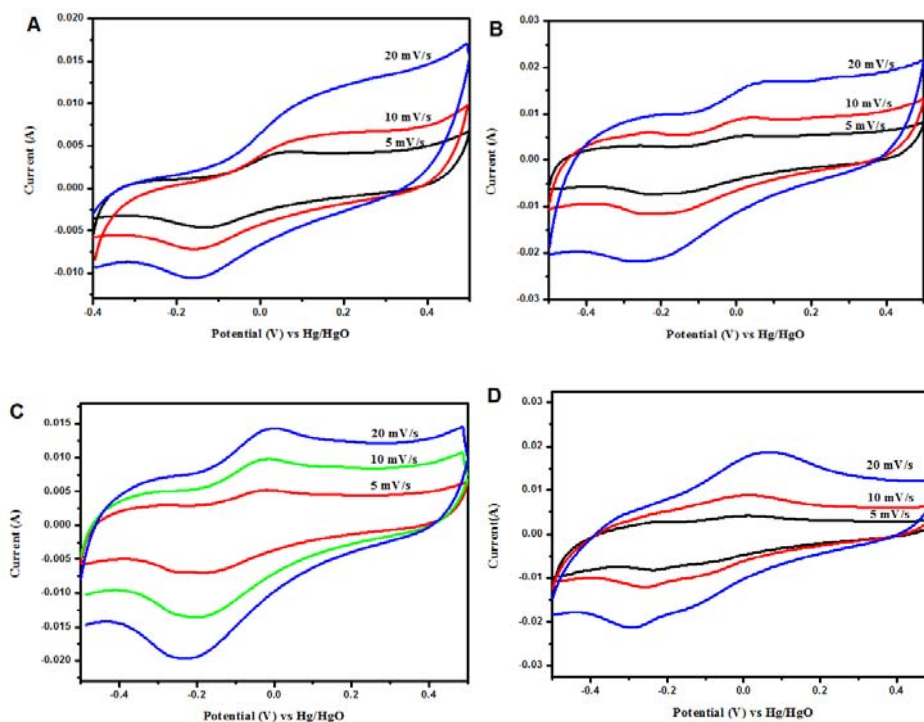 A
0.020
0.015
0.010
0.005
0.000
-0.005
-0.010
Current (A)
20 mV/s
10 mV/s
5 mV/s
-0.4 -0.2 0.0 0.2 0.4
Potential (V) vs Hg/HgO
B
0.03
0.02
0.01
0.00
-0.01
-0.02
-0.03
Current (A)
20 mV/s
10 mV/s
5 mV/s
-0.4 -0.2 0.0 0.2 0.4
Potential (V) vs Hg/HgO
C
0.015
0.010
0.005
0.000
-0.005
-0.010
-0.015
-0.020
Current (A)
20 mV/s
10 mV/s
5 mV/s
-0.4 -0.2 0.0 0.2 0.4
Potential (V) vs Hg/HgO
D
0.03
0.02
0.01
0.00
-0.01
-0.02
-0.03
Current(A)
20 mV/s
10 mV/s
5 mV/s
-0.4 -0.2 0.0 0.2 0.4
Potential (V) vs Hg/HgO